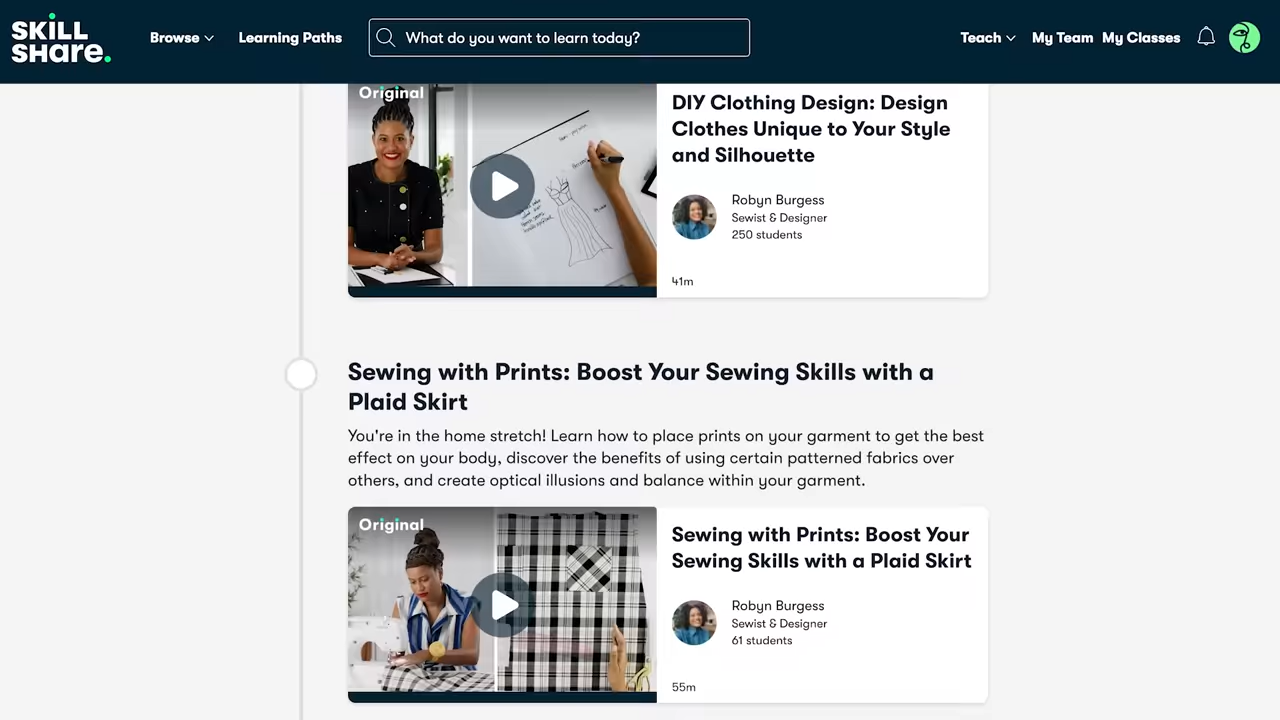 SKILL
SHARE.
Browse
Learning Paths
What do you want to learn today?
Teach
My Team
My Classes
Original
DIY Clothing Design: Design
Clothes Unique to Your Style
and Silhouette
Robyn Burgess
Sewist & Designer
250 students
41m
Sewing with Prints: Boost Your Sewing Skills with a
Plaid Skirt
You're in the home stretch! Learn how to place prints on your garment to get the best
effect on your body, discover the benefits of using certain patterned fabrics over
others, and create optical illusions and balance within your garment.
Original
Sewing with Prints: Boost Your
Sewing Skills with a Plaid Skirt
Robyn Burgess
Sewist & Designer
61 students
55m